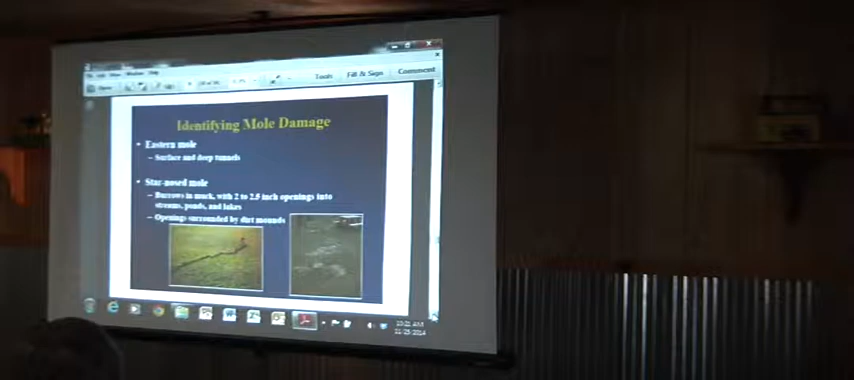 Tools Fill & Sign Comment
Identifying Mole Damage
• Eastern mole
– Surface and deep tunnels
• Star-nosed mole
– Burrows in muck, with 2 to 2.5 inch openings into
streams, ponds, and lakes
– Openings surrounded by dirt mounds